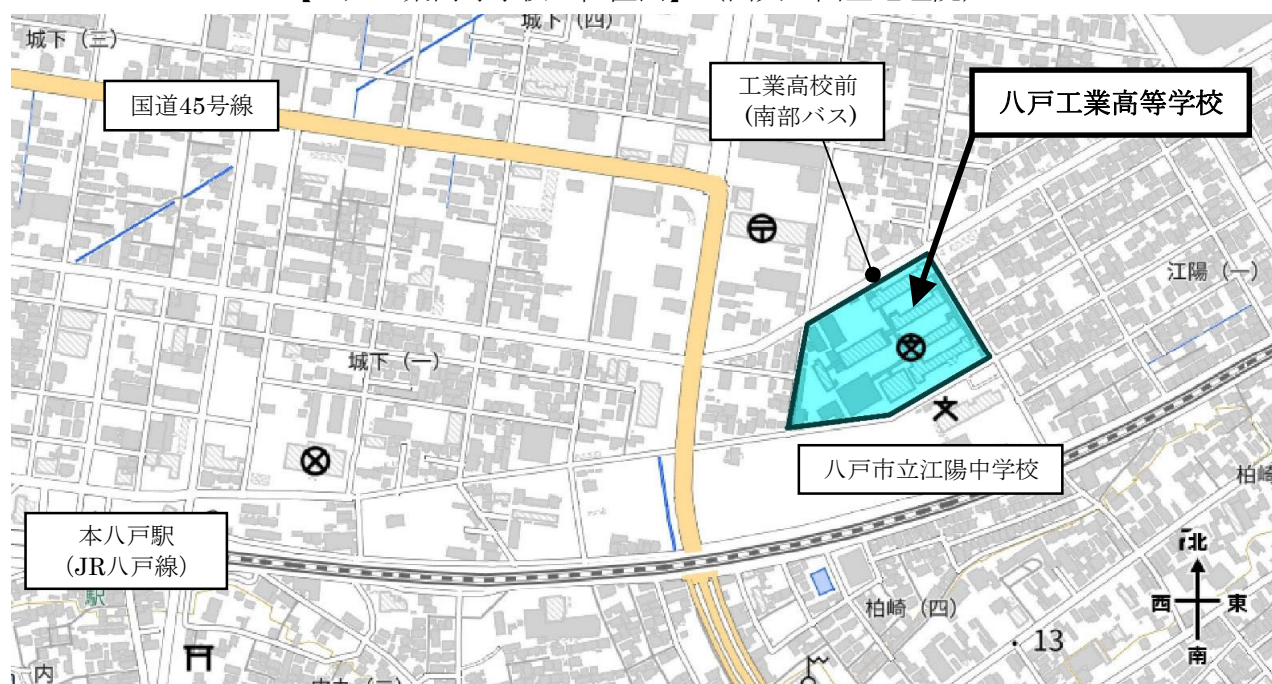 城下（四）
城下（三）
工業高校前
(南部バス)
八戸工業高等学校
国道45号線
江陽（一）
城下（一）
八戸市立江陽中学校
柏崎
本八戸駅
(JR八戸線)
駅
北
西
東
南
柏崎（四）
13
内